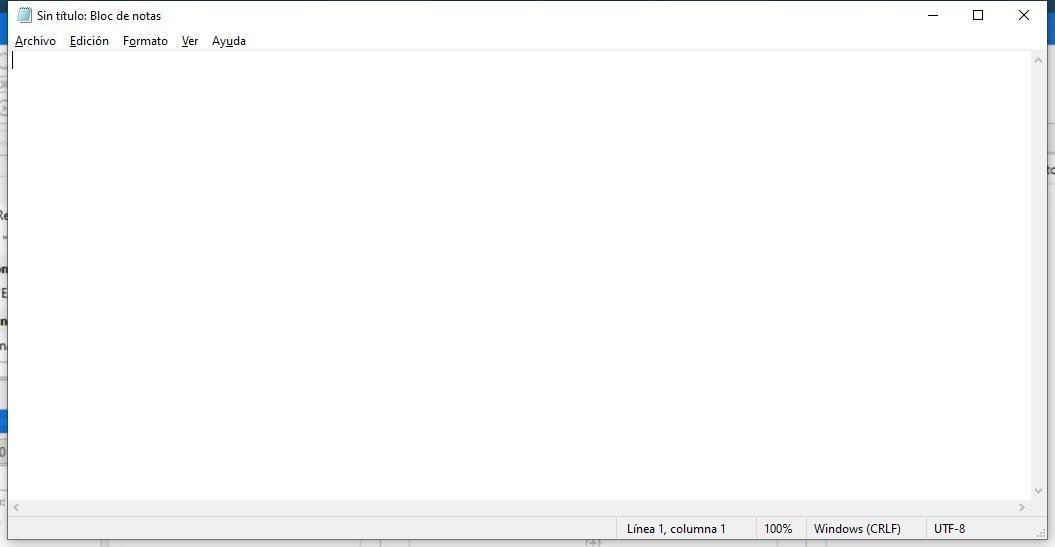 Sin título: Bloc de notas
Archivo Edición Formato Ver Ayuda
Línea 1, columna 1 100% Windows (CRLF) UTF-8